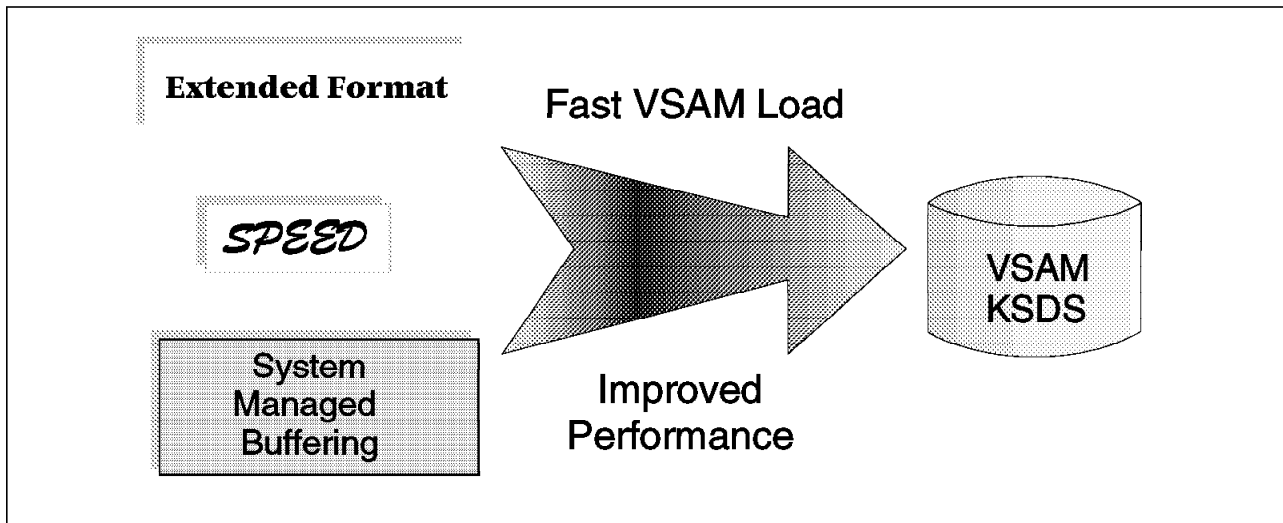 Extended Format
SPEED
System
Managed
Buffering
Fast VSAM Load
Improved
Performance
VSAM
KSDS